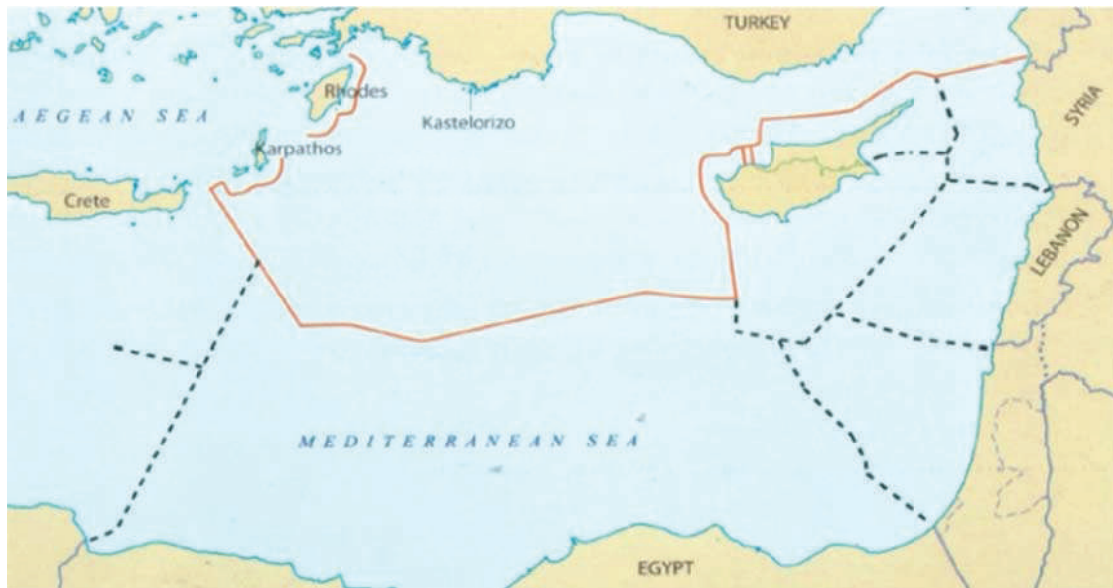 TURKEY
Rhodes
AEGEAN SEA
Kastelorizo
SYRIA
Karpathos
Crete
LEBANON
MEDITERRANEAN SEA
EGYPT